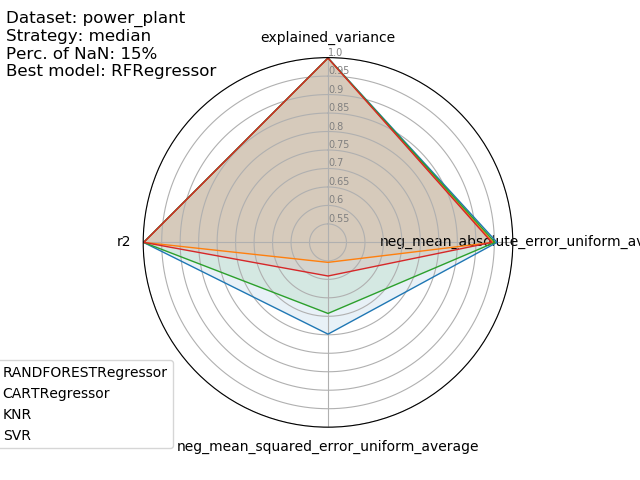 Dataset: power_plant
Strategy: median
Perc. of NaN: 15%
Best model: RFRegressor
explained_variance
1.0
0.95
0.9
0.85
0.8
0.75
0.7
0.65
0.6
0.55
r2
neg_mean_absolute_error_uniform_av
RANDFORESTRegressor
CARTRegressor
KNR
SVR
neg_mean_squared_error_uniform_average